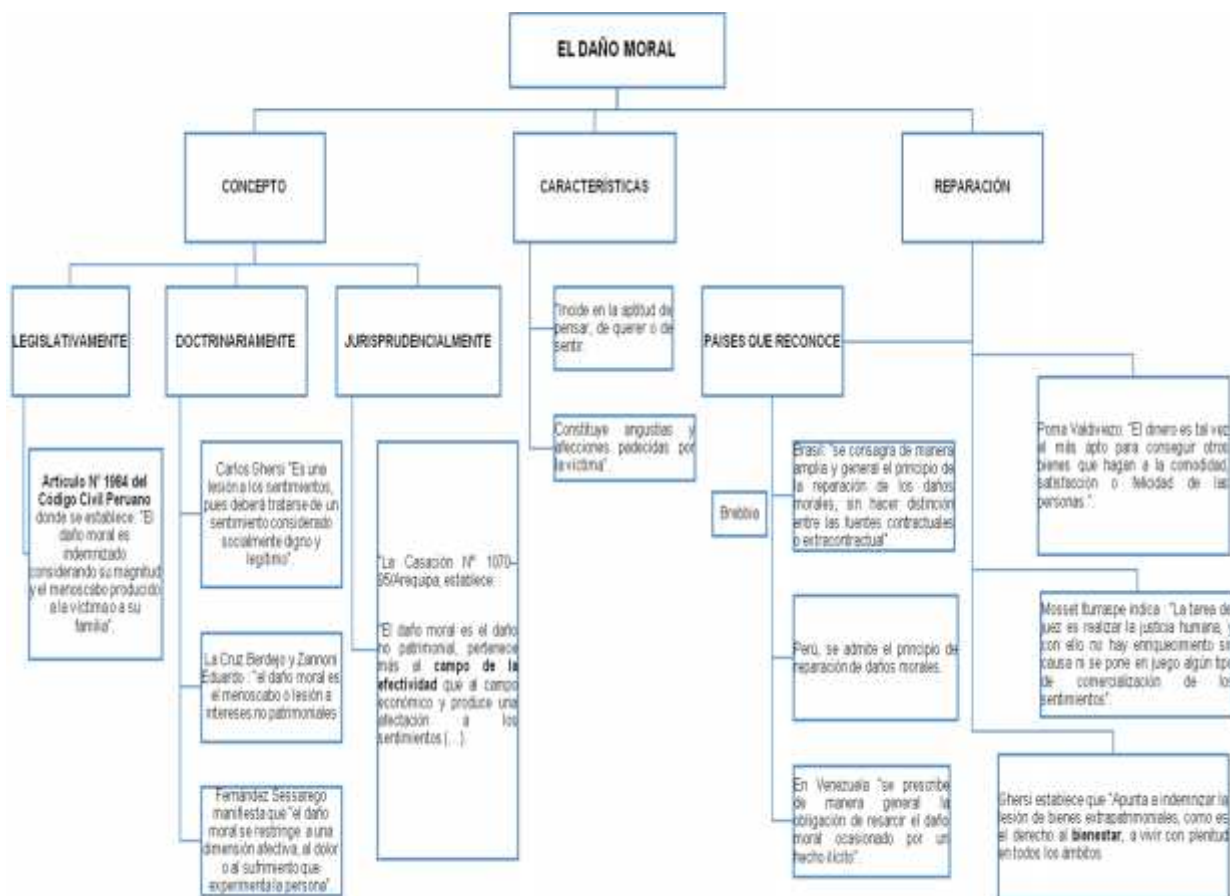 EL DAÑO MORAL
CONCEPTO
CARACTERÍSTICAS
REPARACIÓN
LEGISLATIVAMENTE
DOCTRINARIAMENTE
JURISPRUDENCIALMENTE
Artículo N° 1984 del
Código Civil Peruano
donde se establece: "El
daño moral es
indemnizado
considerando su magnitud
y el menoscabo producido
a la víctima o a su
familia".
Carlos Ghersi "Es una
lesión a los sentimientos,
pues deberá tratarse de un
sentimiento considerado
socialmente digno y
legítimo".
La Cruz Berdejo y Zannoni
Eduardo : "el daño moral es
el menoscabo o lesión a
intereses no patrimoniales
Fernández Sessarego
manifiesta que "el daño
moral se restringe a una
dimensión afectiva, al dolor
o al sufrimiento que
experimenta la persona"
"La Casación N° 1070–
95/Arequipa, establece:
"El daño moral es el daño
no patrimonial, pertenece
más al campo de la
efectividad que al campo
económico y produce una
afectación a los
sentimientos (…).
"Incide en la aptitud de
pensar, de querer o de
sentir.
Constituye angustias y
afecciones padecidas por
la víctima".
PAISES QUE RECONOCE
Brebbia
Brasil: "se consagra de manera
amplia y general el principio de
la reparación de los daños
morales, sin hacer distinción
entre las fuentes contractuales
o extracontractual"
Perú, se admite el principio de
reparación de daños morales.
En Venezuela "se prescribe
de manera general la
obligación de resarcir el daño
moral ocasionado por un
hecho ilícito".
Poma Valdiviezo. "El dinero es tal vez
el más apto para conseguir otros
bienes que hagan a la comodidad,
satisfacción o felicidad de las
personas.".
Mosset Iturraspe indica : "La tarea de
juez es realizar la justicia humana, y
con ello no hay enriquecimiento sin
causa ni se pone en juego algún tipo
de comercialización de los
sentimientos".
Ghersi establece que "Apunta a indemnizar la
lesión de bienes extrapatrimoniales, como es
el derecho al bienestar, a vivir con plenitud
en todos los ámbitos